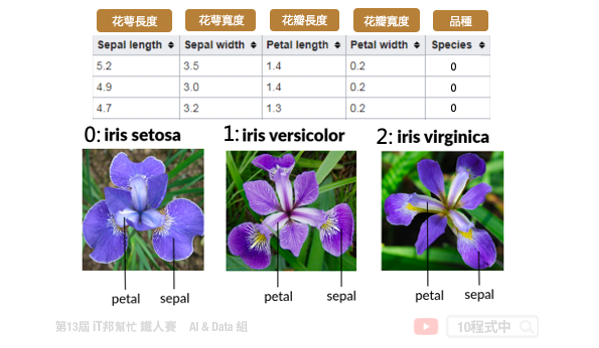 花萼長度 花萼寬度 花瓣長度 花瓣寬度 品種
Sepal length Sepal width Petal length Petal width Species
5.2 3.5 1.4 0.2 0
4.9 3.0 1.4 0.2 0
4.7 3.2 1.3 0.2 0
0: iris setosa 1: iris versicolor 2: iris virginica
petal sepal petal sepal petal sepal
第13屆 iT邦幫忙 鐵人賽 AI & Data 組 10程式中